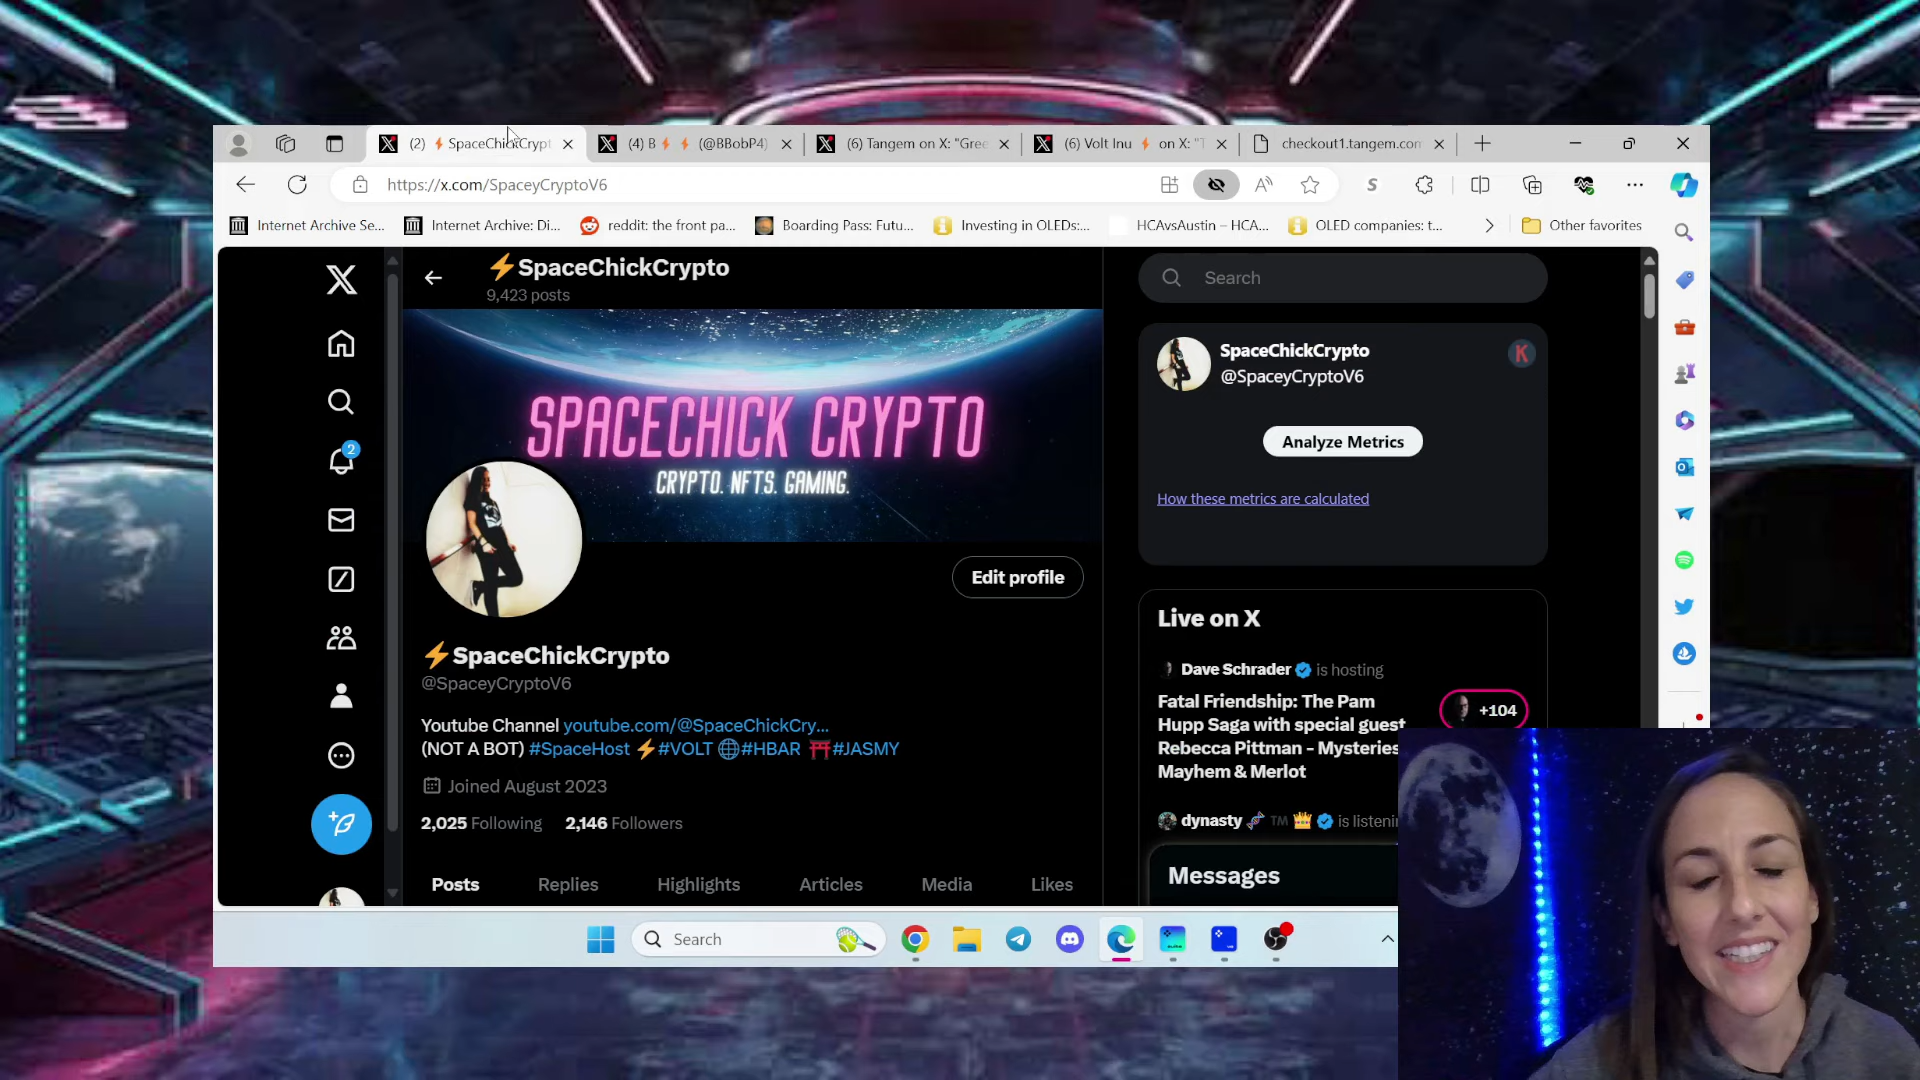 (2) ⚡ SpaceChickCrypt
(4) B ⚡ ⚡ (@BBobP4)
(6) Tangem on X: "Gree
(6) Volt Inu ⚡ on X: "T
checkout1.tangem.com
https://x.com/SpaceyCryptoV6
Internet Archive Se...
Internet Archive: Di...
reddit: the front pa...
Boarding Pass: Futu...
Investing in OLEDs:...
HCAvsAustin – HCA...
OLED companies: t...
Other favorites
⚡SpaceChickCrypto
9,423 posts
Search
SPACECHICK CRYPTO
CRYPTO. NFTS. GAMING.
SpaceChickCrypto
@SpaceyCryptoV6
K
Analyze Metrics
How these metrics are calculated
2
Edit profile
⚡SpaceChickCrypto
@SpaceyCryptoV6
Youtube Channel youtube.com/@SpaceChickCry...
(NOT A BOT) #SpaceHost ⚡#VOLT 🌐#HBAR ⛩️#JASMY
Joined August 2023
2,025 Following 2,146 Followers
Posts Replies Highlights Articles Media Likes
Live on X
Dave Schrader is hosting
Fatal Friendship: The Pam
Hupp Saga with special guest
Rebecca Pittman - Mysteries
Mayhem & Merlot
+104
dynasty 🧬 ™ 👑 is listenin
Messages
Search